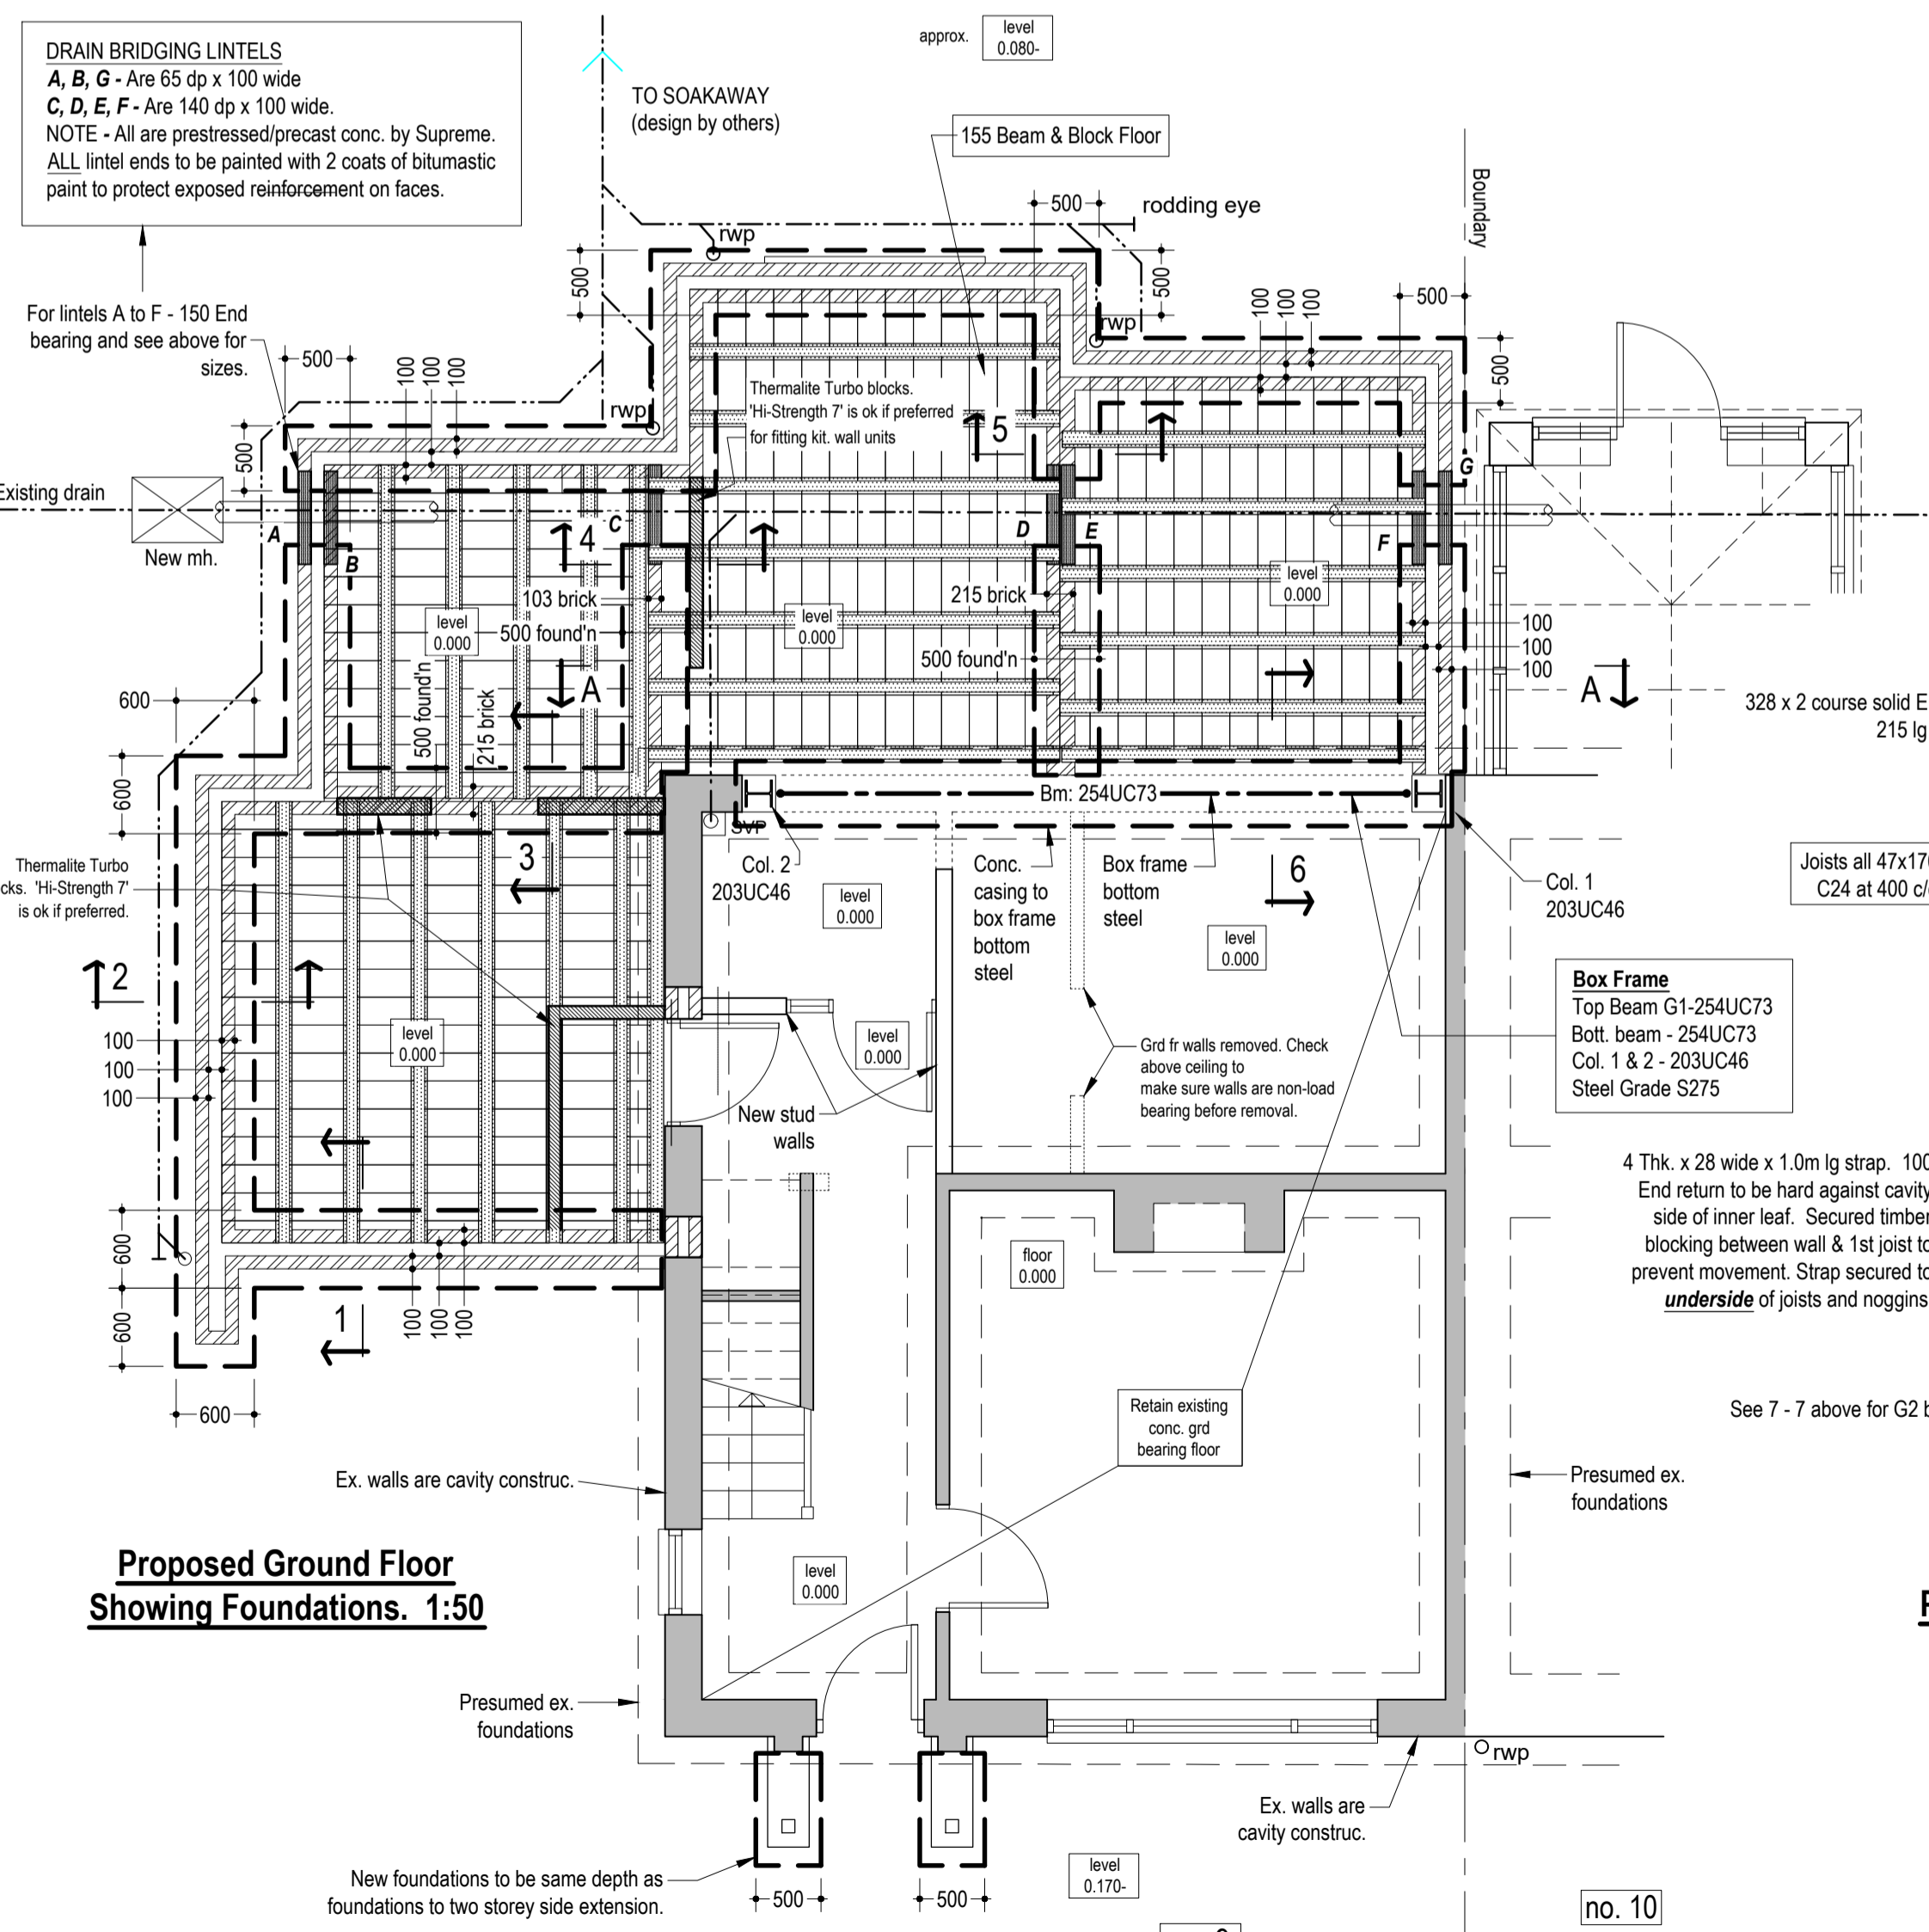 DRAIN BRIDGING LINTELS
A, B, G - Are 65 dp x 100 wide
C, D, E, F - Are 140 dp x 100 wide.
NOTE - All are prestressed/precast conc. by Supreme.
ALL lintel ends to be painted with 2 coats of bitumastic
paint to protect exposed reinforcement on faces.
approx.
level
0.080-
TO SOAKAWAY
(design by others)
155 Beam & Block Floor
Boundary
500
rodding eye
rwp
500
500
For lintels A to F - 150 End
bearing and see above for
sizes.
500
100
100
100
rwp
100
100
100
500
500
rwp
500
Thermalite Turbo blocks.
'Hi-Strength 7' is ok if preferred
for fitting kit. wall units
5
G
Existing drain
New mh.
A
B
4
C
D
E
F
103 brick
level
0.000
500 found'n
level
0.000
215 brick
500 found'n
level
0.000
100
100
100
A
500 found'n
215 brick
A
328 x 2 course solid E
215 lg
600
600
Bm: 254UC73
SVP
Col. 2
203UC46
Conc.
casing to
box frame
bottom
steel
Box frame
bottom
steel
6
Col. 1
203UC46
Joists all 47x17
C24 at 400 c/
3
Thermalite Turbo
cks. 'Hi-Strength 7'
is ok if preferred.
level
0.000
level
0.000
2
Box Frame
Top Beam G1-254UC73
Bott. beam - 254UC73
Col. 1 & 2 - 203UC46
Steel Grade S275
level
0.000
level
0.000
100
100
100
New stud
walls
Grd fr walls removed. Check
above ceiling to
make sure walls are non-load
bearing before removal.
4 Thk. x 28 wide x 1.0m lg strap. 100
End return to be hard against cavity
side of inner leaf. Secured timber
blocking between wall & 1st joist to
prevent movement. Strap secured to
underside of joists and noggins
600
600
floor
0.000
1
100
100
100
600
Retain existing
conc. grd
bearing floor
See 7 - 7 above for G2 b
Ex. walls are cavity construc.
Presumed ex.
foundations
Proposed Ground Floor
Showing Foundations. 1:50
level
0.000
Presumed ex.
foundations
rwp
Ex. walls are
cavity construc.
New foundations to be same depth as
foundations to two storey side extension.
500
500
level
0.170-
no. 10